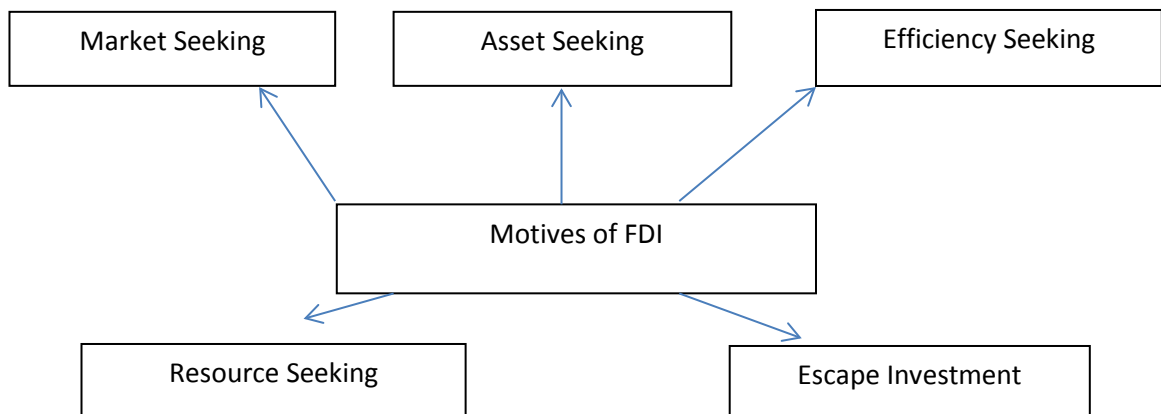 Market Seeking
Asset Seeking
Efficiency Seeking
Motives of FDI
Resource Seeking
Escape Investment